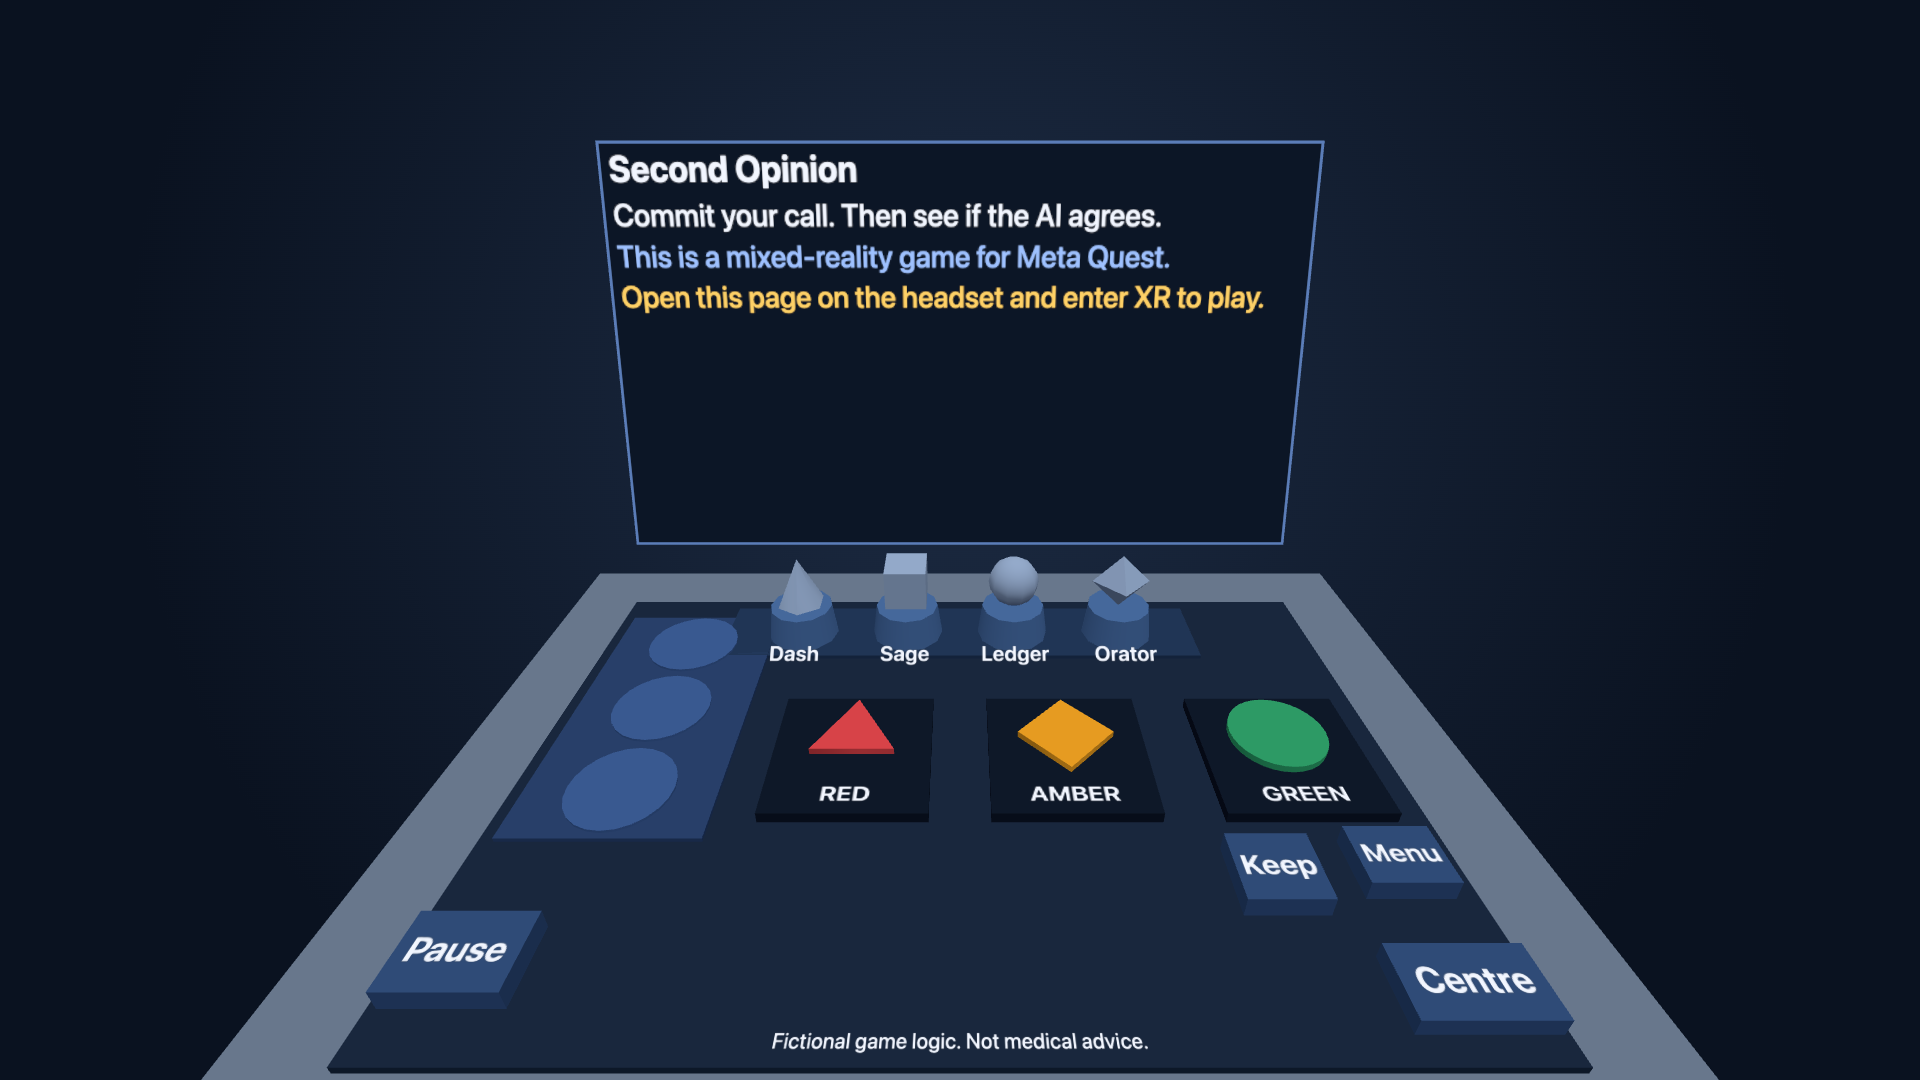 Second Opinion
Commit your call. Then see if the AI agrees.
This is a mixed-reality game for Meta Quest.
Open this page on the headset and enter XR to play.
Dash
Sage
Ledger
Orator
RED
AMBER
GREEN
Keep
Menu
Pause
Centre
Fictional game logic. Not medical advice.